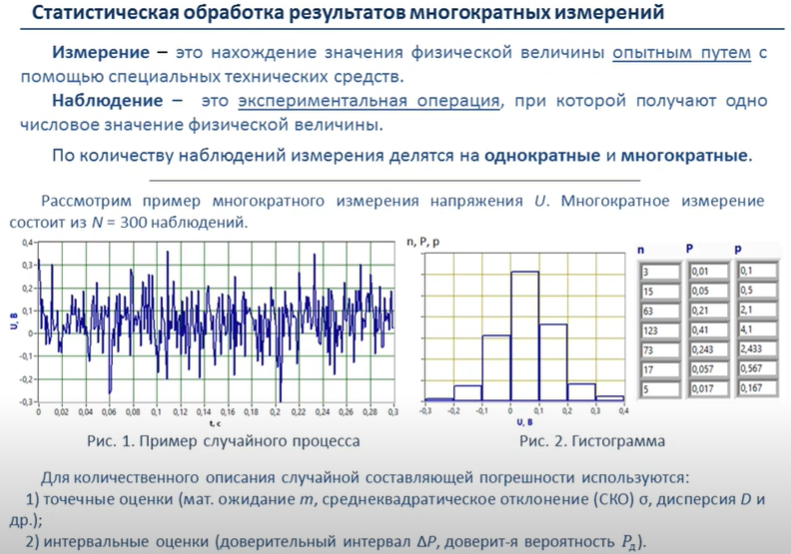 Статистическая обработка результатов многократных измерений
Измерение – это нахождение значения физической величины опытным путем с
помощью специальных технических средств.
Наблюдение – это экспериментальная операция, при которой получают одно
числовое значение физической величины.
По количеству наблюдений измерения делятся на однократные и многократные.
Рассмотрим пример многократного измерения напряжения U. Многократное измерение
состоит из N = 300 наблюдений.
0,4
0,3
0,2
0,1
0
-0,1
-0,2
-0,3
U, В
0 0,02 0,04 0,06 0,08 0,1 0,12 0,14 0,16 0,18 0,2 0,22 0,24 0,26 0,28 0,3
t, c
Рис. 1. Пример случайного процесса
n, P, p
-0,3 -0,2 -0,1 0 0,1 0,2 0,3 0,4
U, В
Рис. 2. Гистограмма
n P p
3 0,01 0,1
15 0,05 0,5
63 0,21 2,1
123 0,41 4,1
73 0,243 2,433
17 0,057 0,567
5 0,017 0,167
Для количественного описания случайной составляющей погрешности используются:
1) точечные оценки (мат. ожидание m, среднеквадратическое отклонение (СКО) σ, дисперсия D и
др.);
2) интервальные оценки (доверительный интервал ΔP, доверит-я вероятность Pд).